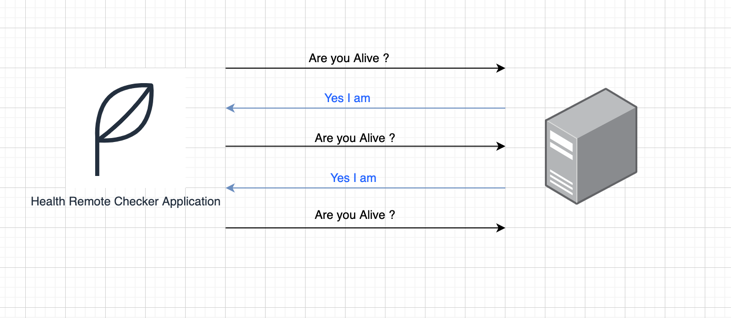 Are you Alive ?
Yes I am
Are you Alive ?
Yes I am
Health Remote Checker Application
Are you Alive ?